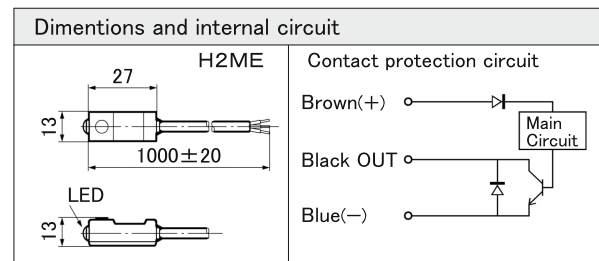 Dimentions and internal circuit
H2ME
27
13
1000±20
LED
13
Contact protection circuit
Brown(+)
Main
Circuit
Black OUT
Blue(−)